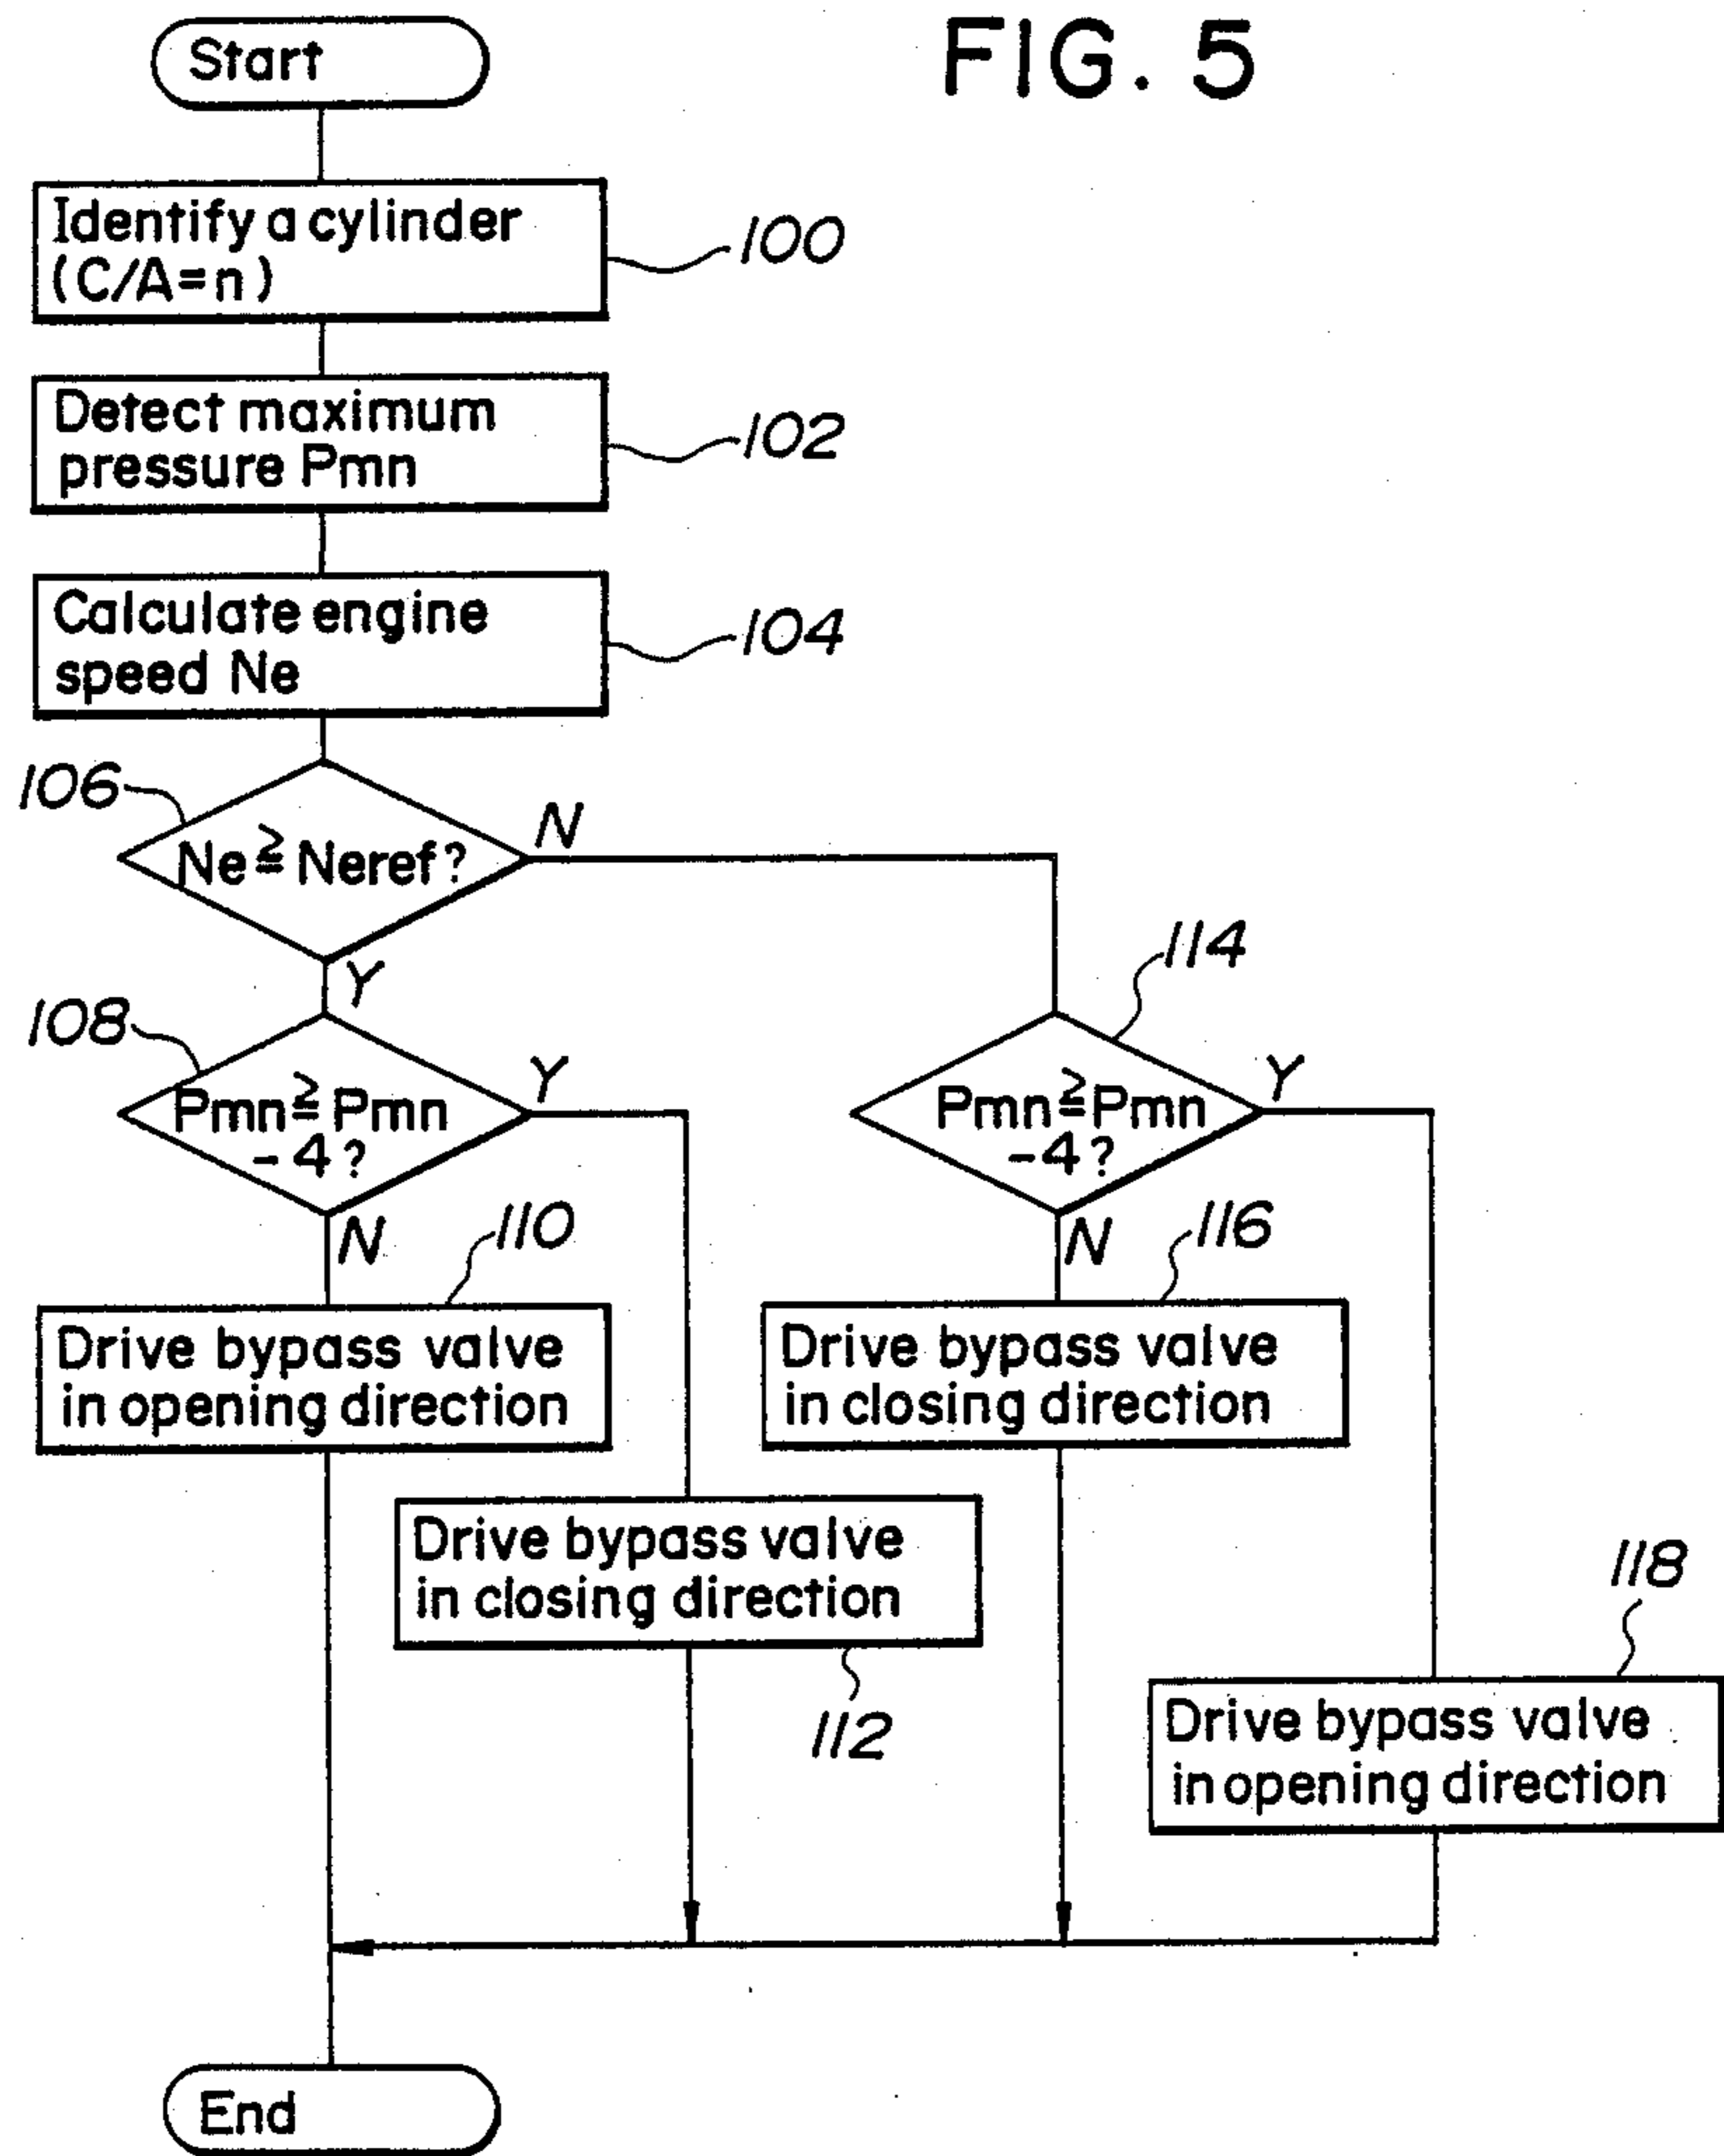 FIG. 5
Start
Identify a cylinder
(C/A=n)
100
Detect maximum
pressure Pmn
102
Calculate engine
speed Ne
104
106
Ne≧Neref?
N
Y
108
Pmn≧Pmn
-4?
Y
N
114
Pmn≧Pmn
-4?
Y
N
110
Drive bypass valve
in opening direction
116
Drive bypass valve
in closing direction
Drive bypass valve
in closing direction
112
118
Drive bypass valve
in opening direction
End